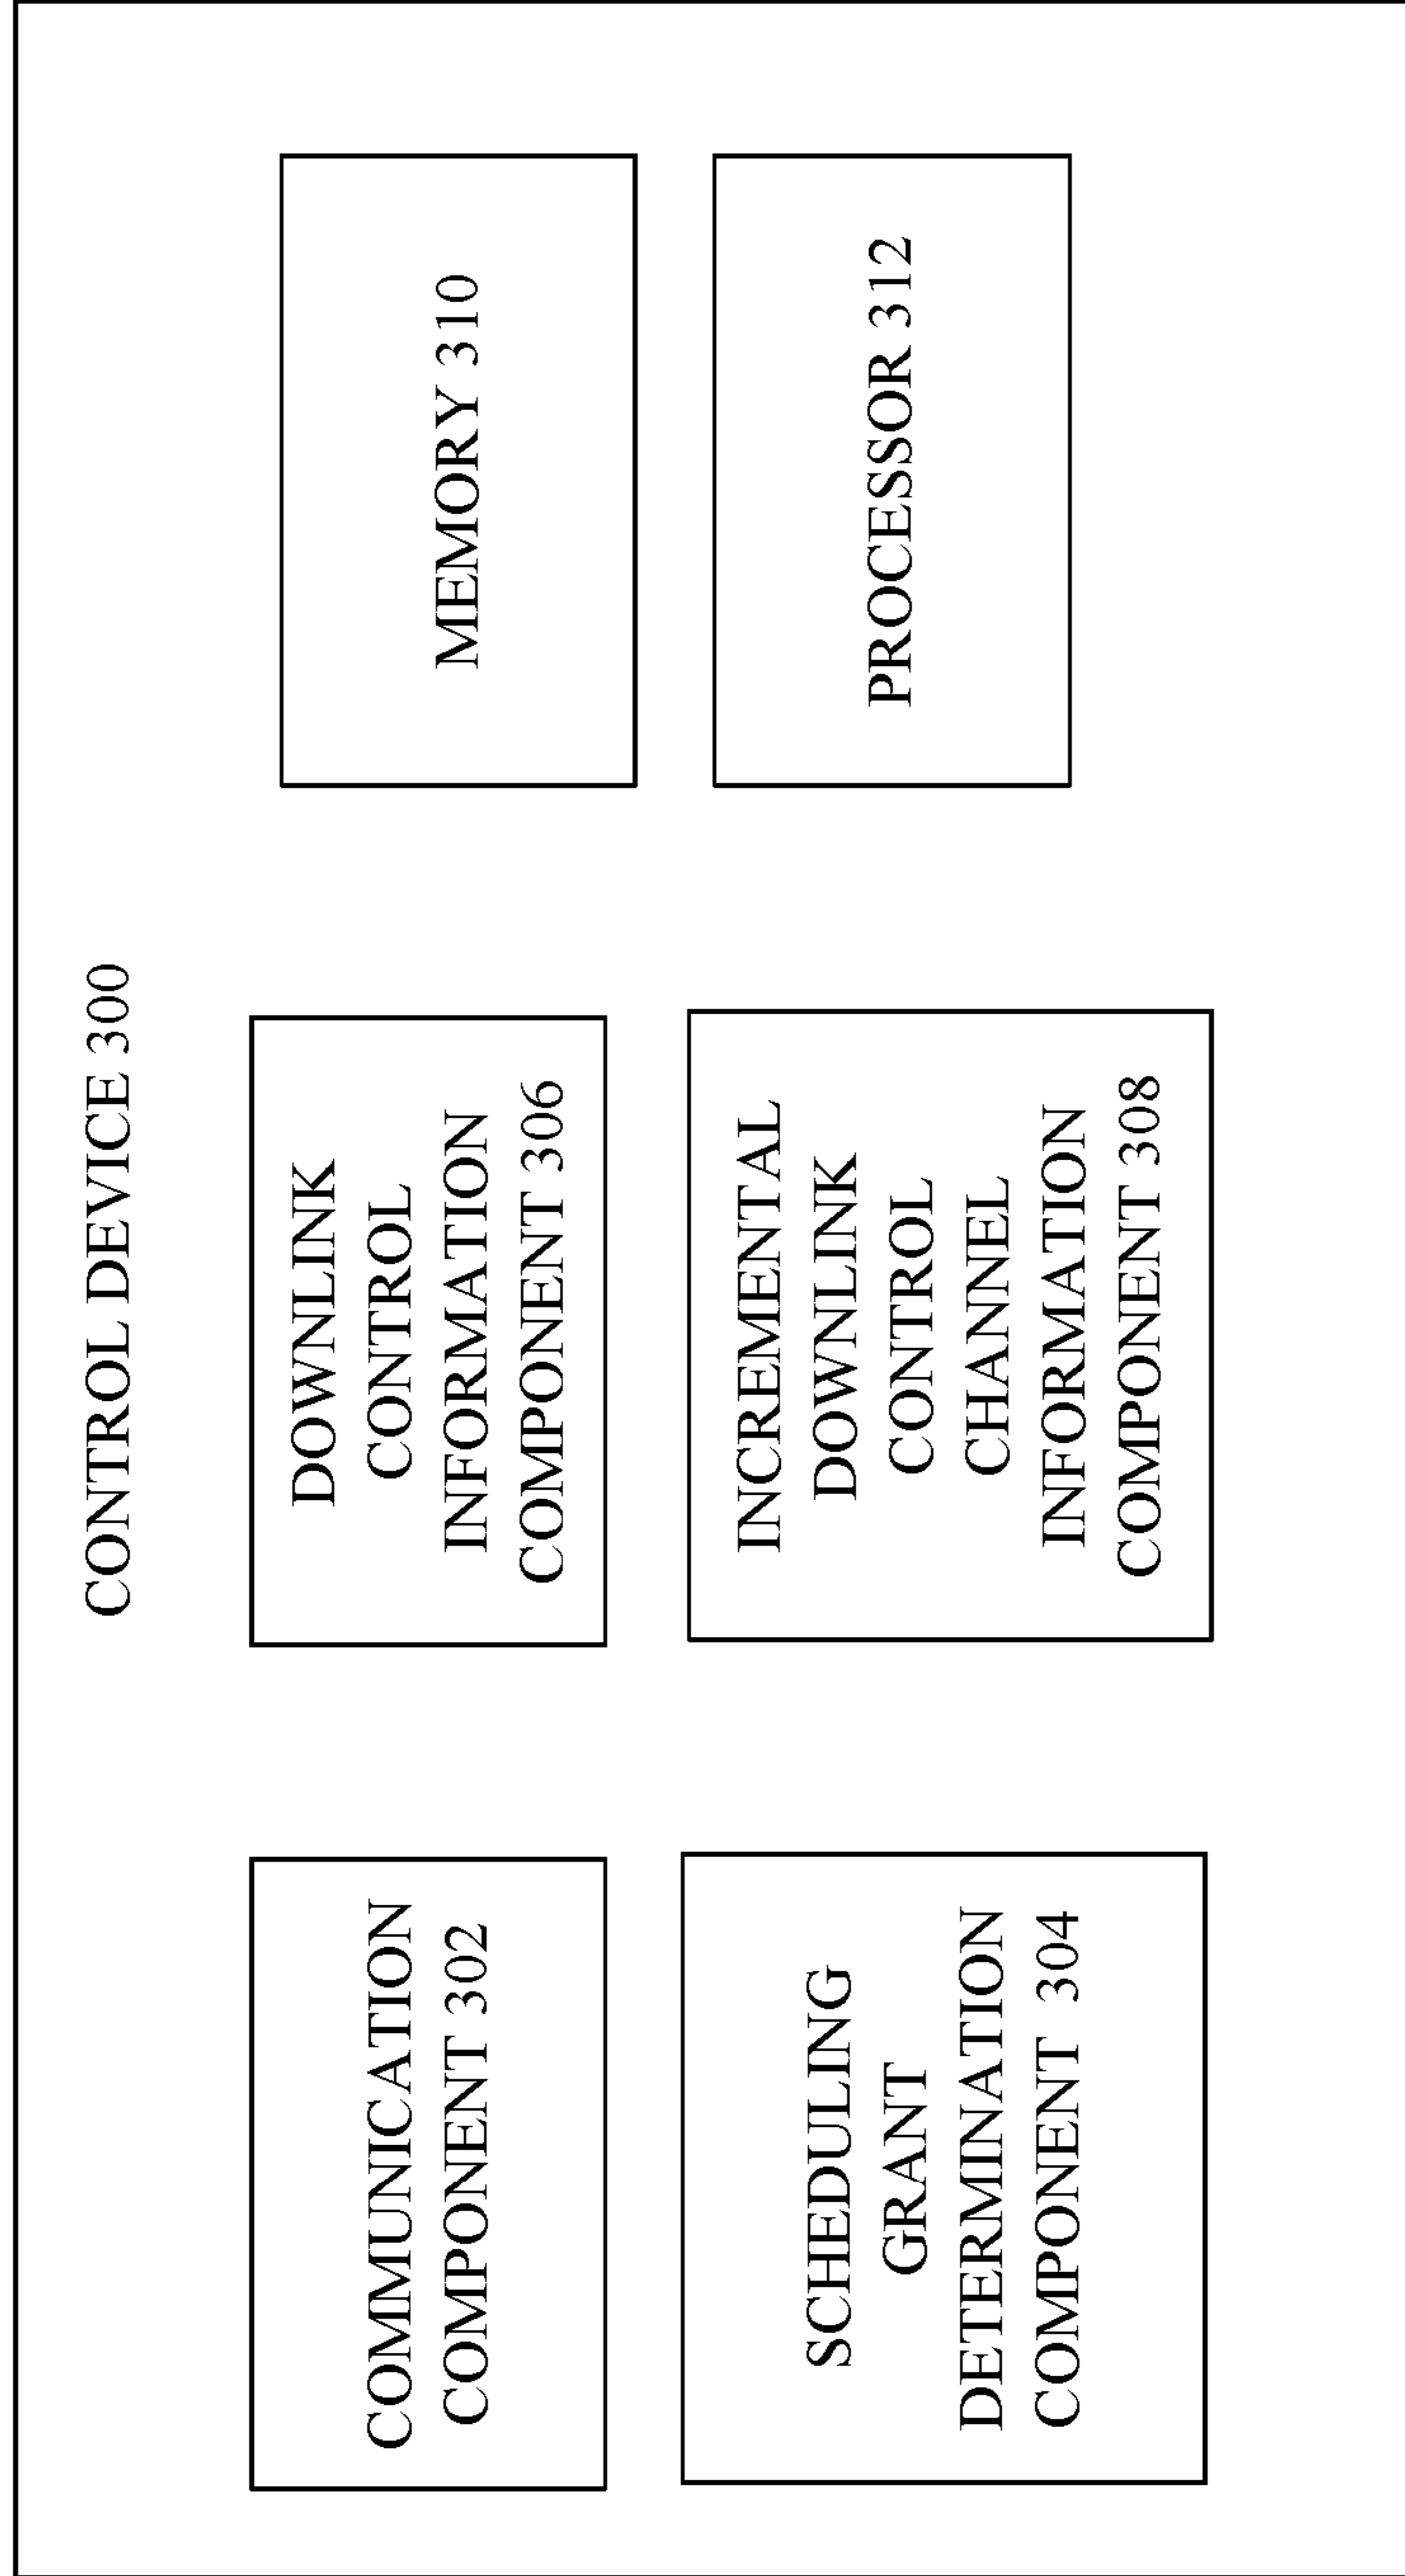 CONTROL DEVICE 300
COMMUNICATION
COMPONENT 302
DOWNLINK
CONTROL
INFORMATION
COMPONENT 306
MEMORY 310
SCHEDULING
GRANT
DETERMINATION
COMPONENT 304
INCREMENTAL
DOWNLINK
CONTROL
CHANNEL
INFORMATION
COMPONENT 308
PROCESSOR 312